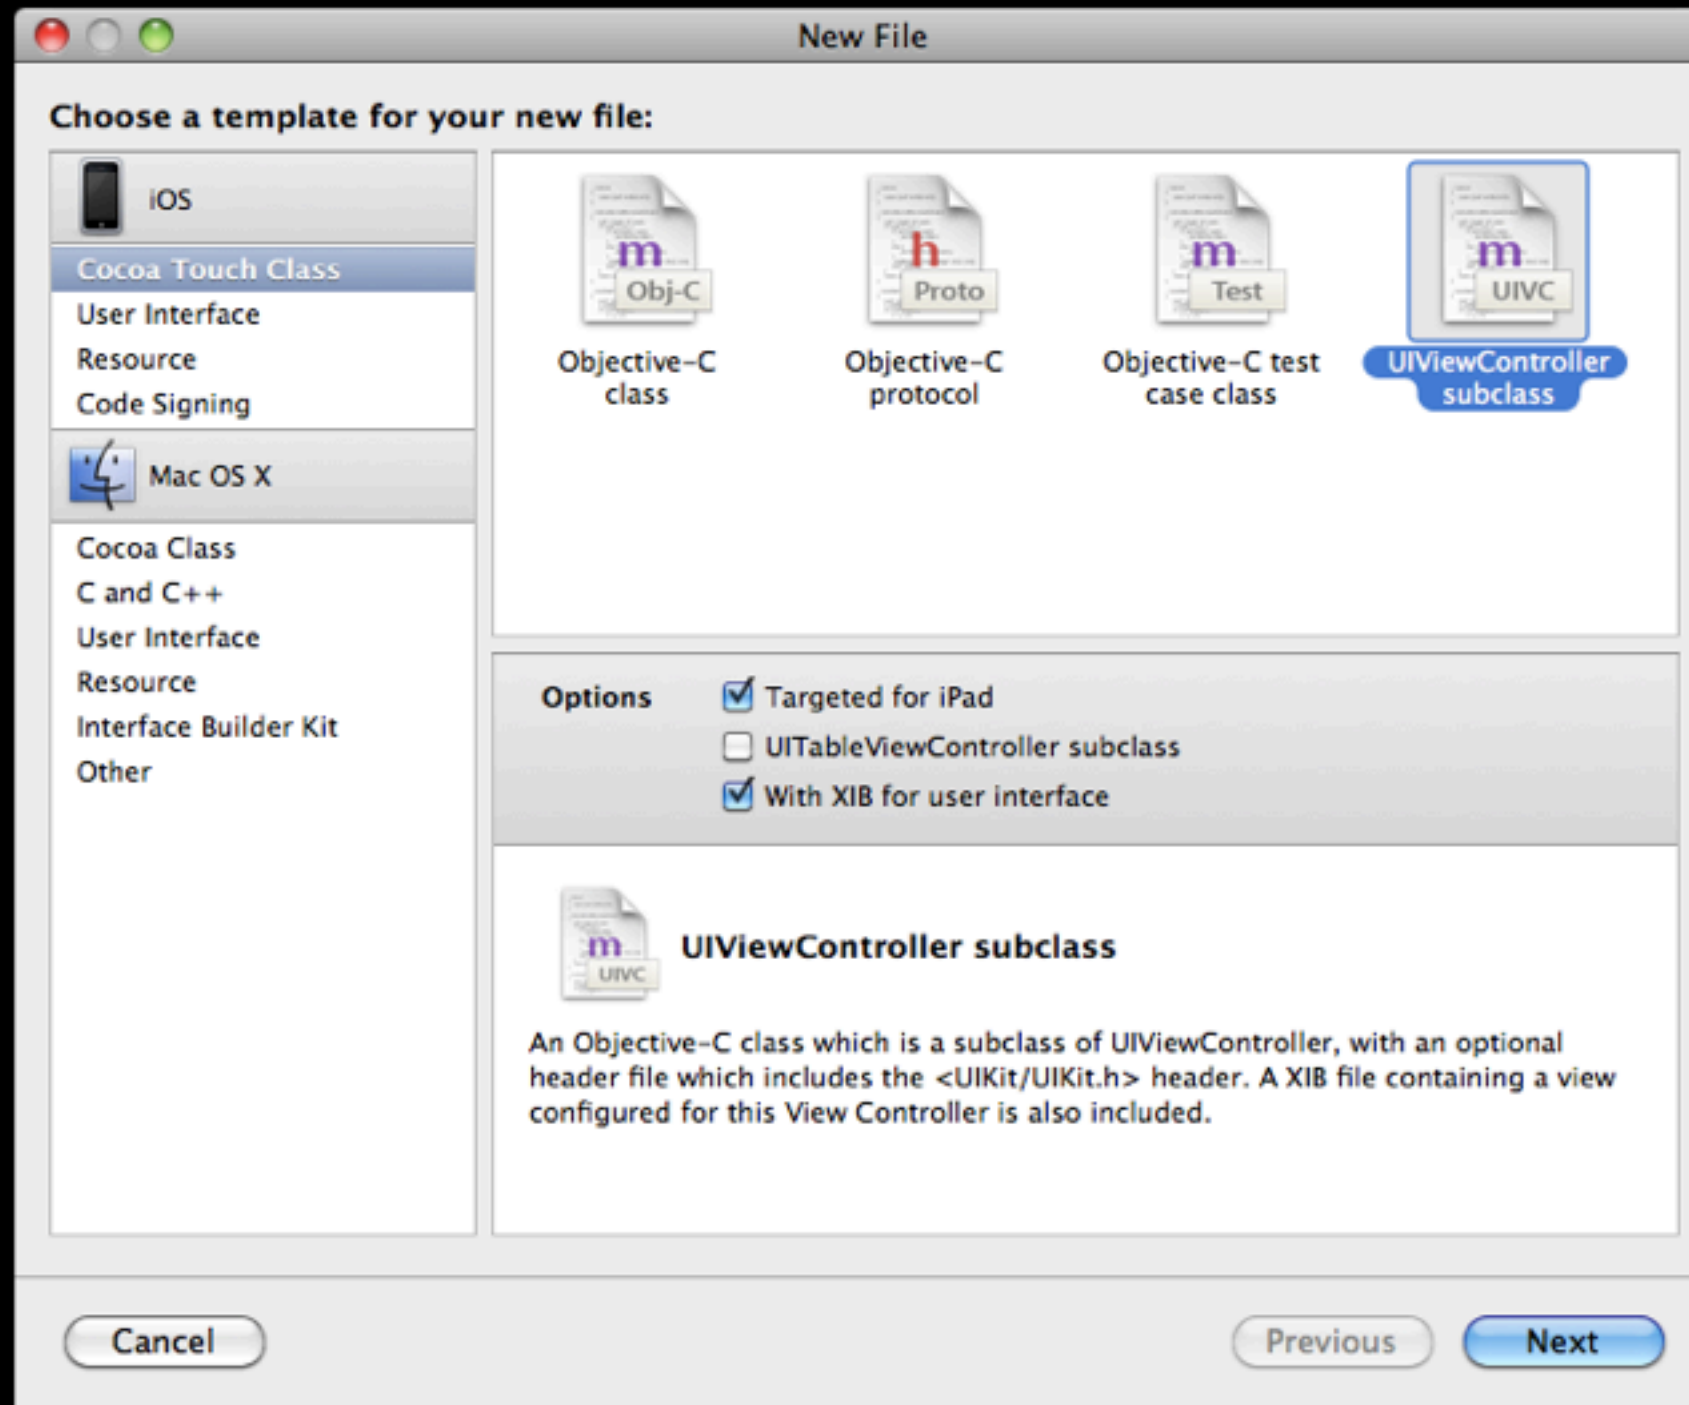 New File
Choose a template for your new file:
iOS
Cocoa Touch Class
User Interface
Resource
Code Signing
Mac OS X
Cocoa Class
C and C++
User Interface
Resource
Interface Builder Kit
Other
m
Obj-C
Objective-C
class
h
Proto
Objective-C
protocol
m
Test
Objective-C test
case class
m
UIVC
UIViewController
subclass
Options
Targeted for iPad
UITableViewController subclass
With XIB for user interface
m
UIVC
UIViewController subclass
An Objective-C class which is a subclass of UIViewController, with an optional
header file which includes the <UIKit/UIKit.h> header. A XIB file containing a view
configured for this View Controller is also included.
Cancel
Previous
Next